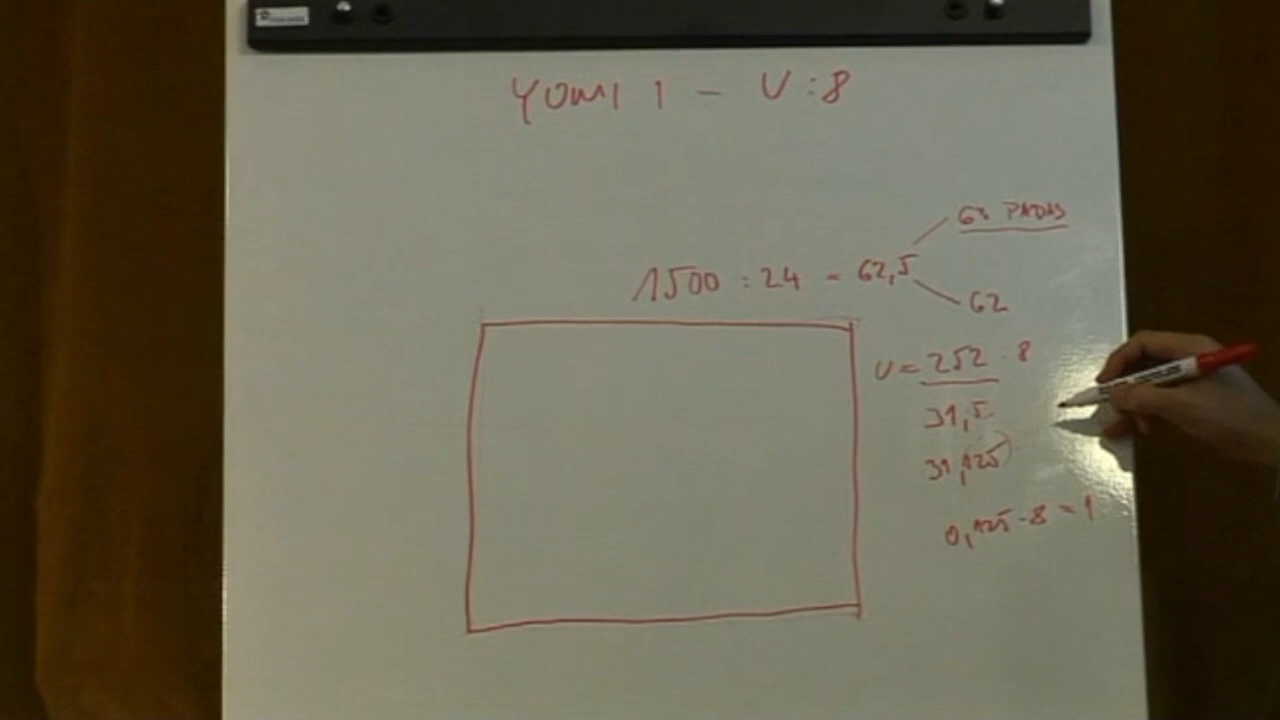 YOMI 1 - V:8
63 PADAS
1500 : 24 = 62,5
62
V = 252 : 8
31,5
31,125
0,125 - 8 = 1